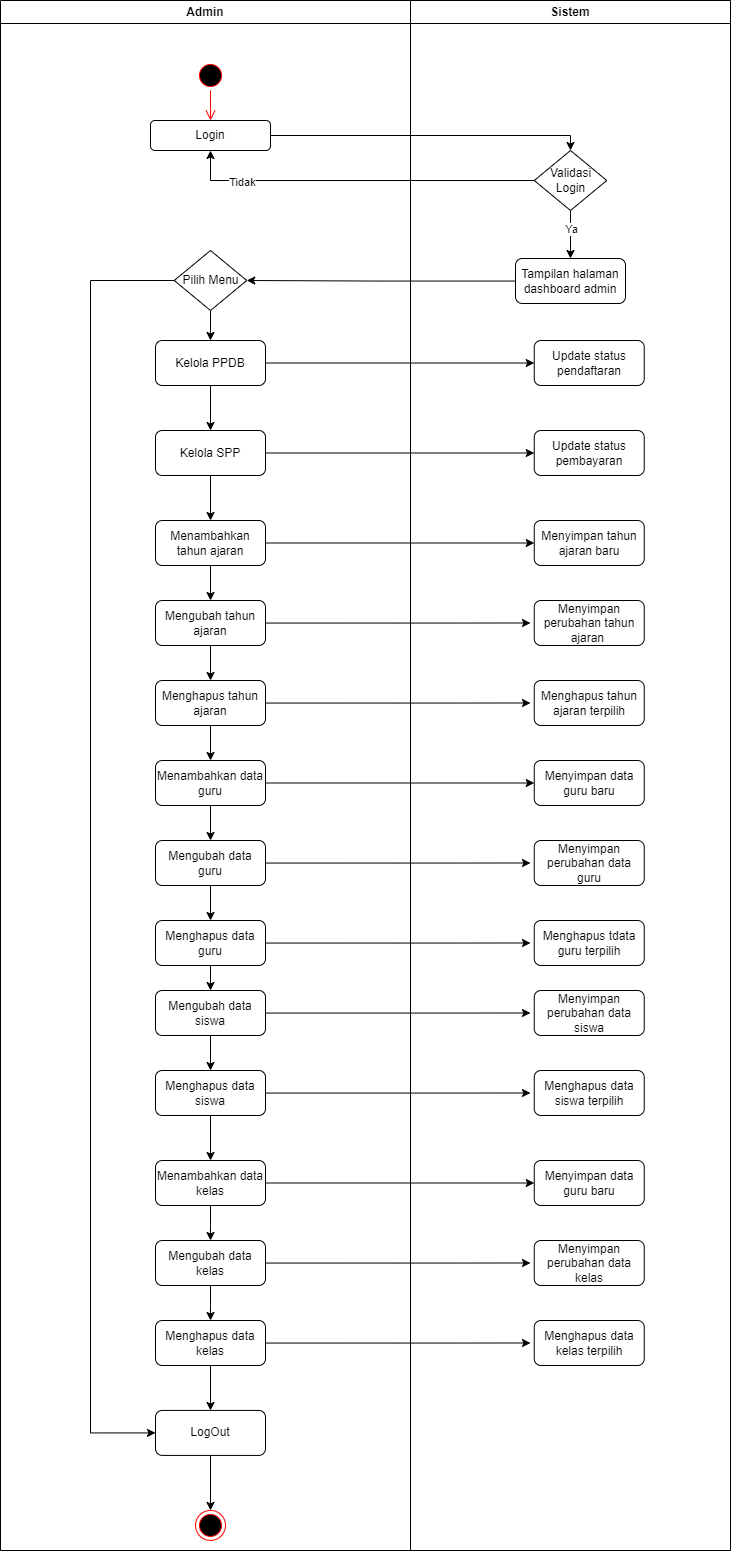 Admin
Sistem
Login
Validasi
Login
Tidak
Ya
Tampilan halaman
dashboard admin
Pilih Menu
Kelola PPDB
Update status
pendaftaran
Kelola SPP
Update status
pembayaran
Menambahkan
tahun ajaran
Menyimpan tahun
ajaran baru
Mengubah tahun
ajaran
Menyimpan
perubahan tahun
ajaran
Menghapus tahun
ajaran
Menghapus tahun
ajaran terpilih
Menambahkan data
guru
Menyimpan data
guru baru
Mengubah data
guru
Menyimpan
perubahan data
guru
Menghapus data
guru
Menghapus tdata
guru terpilih
Mengubah data
siswa
Menyimpan
perubahan data
siswa
Menghapus data
siswa
Menghapus data
siswa terpilih
Menambahkan data
kelas
Menyimpan data
guru baru
Mengubah data
kelas
Menyimpan
perubahan data
kelas
Menghapus data
kelas
Menghapus data
kelas terpilih
LogOut